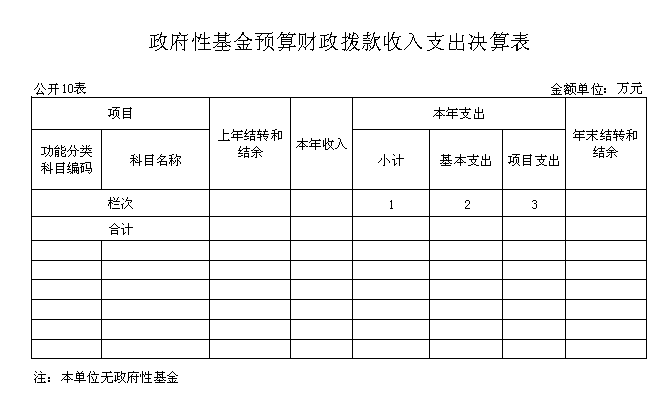 政府性基金预算财政拨款收入支出决算表
公开10表 金额单位：万元
项目 上年结转和结余 本年收入 本年支出 年末结转和结余
功能分类科目编码 科目名称 小计 基本支出 项目支出
栏次 1 2 3
合计
注：本单位无政府性基金